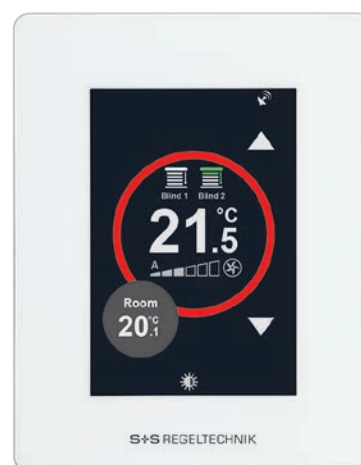 Blind 1 Blind 2
21.5 °C
A
Room
20.1 °C
S+S REGELTECHNIK